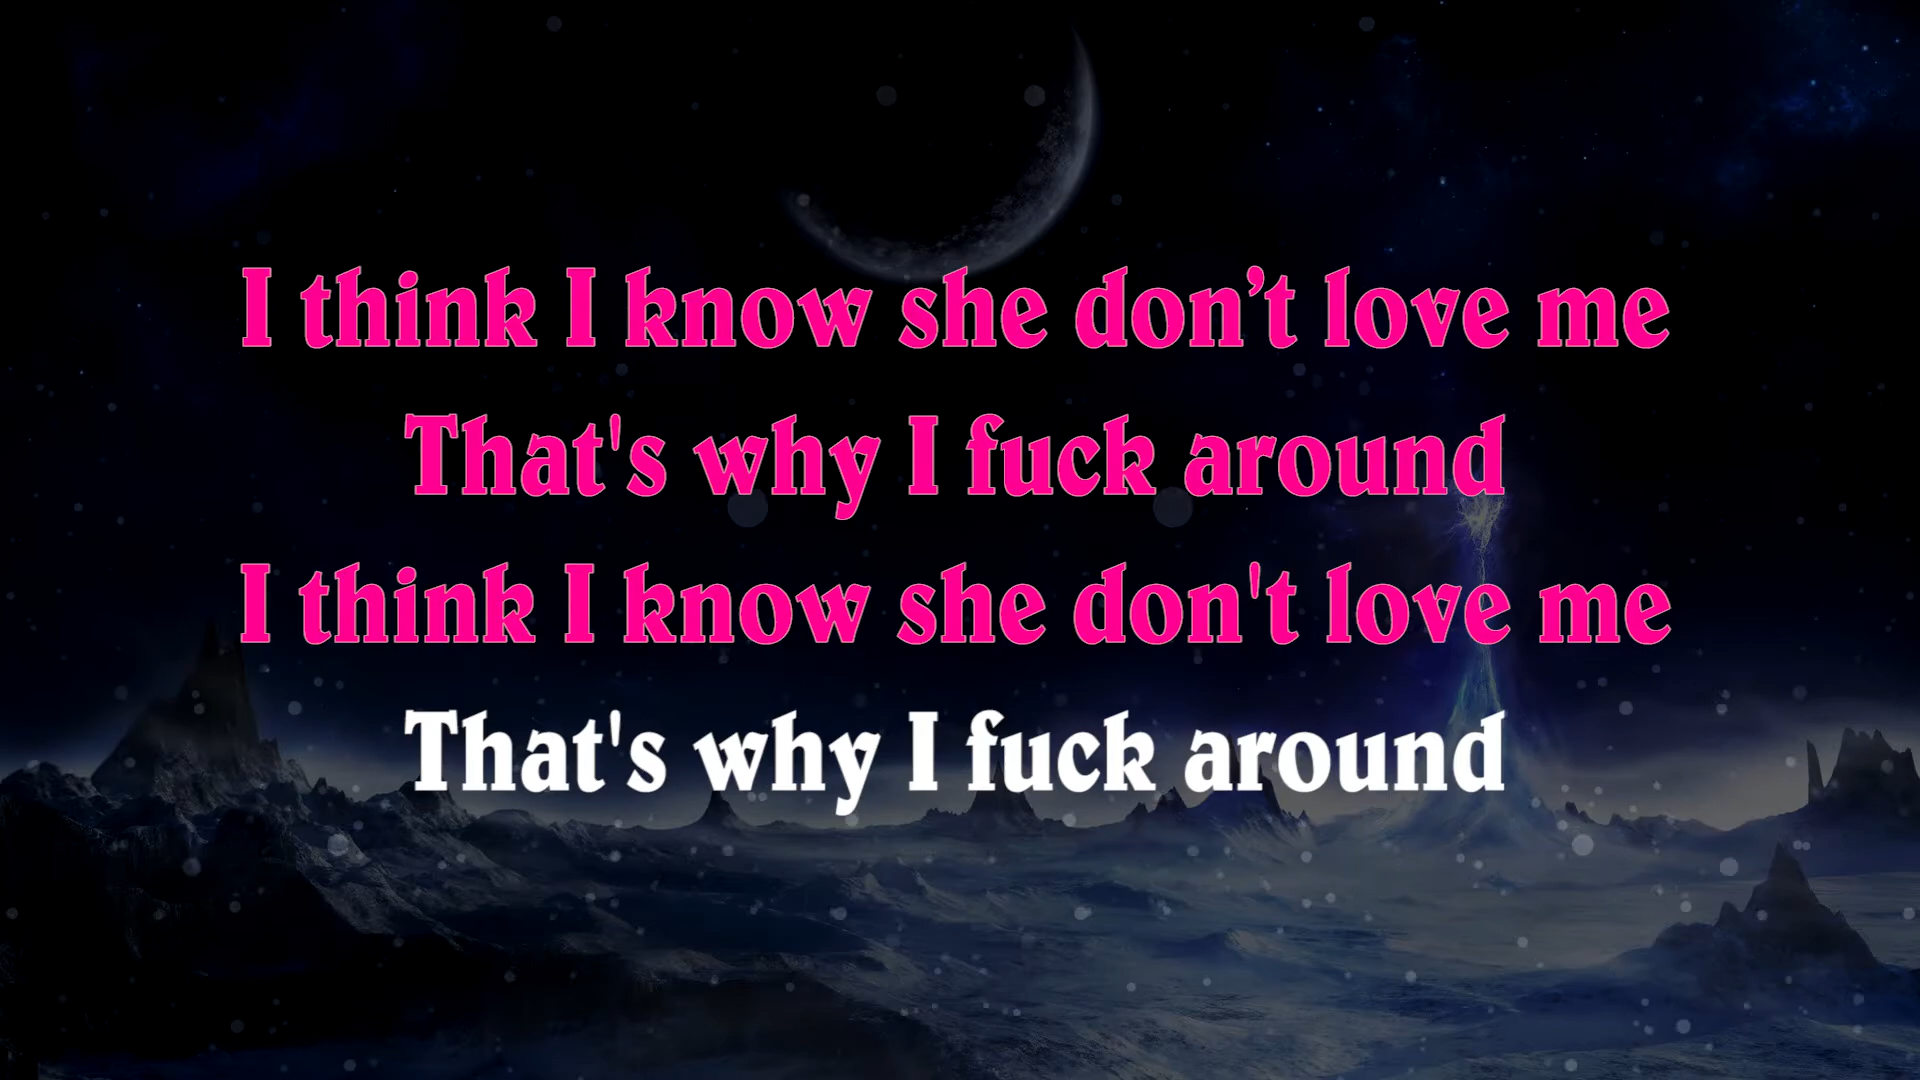 I think I know she don’t love me
That's why I fuck around
I think I know she don't love me
That's why I fuck around